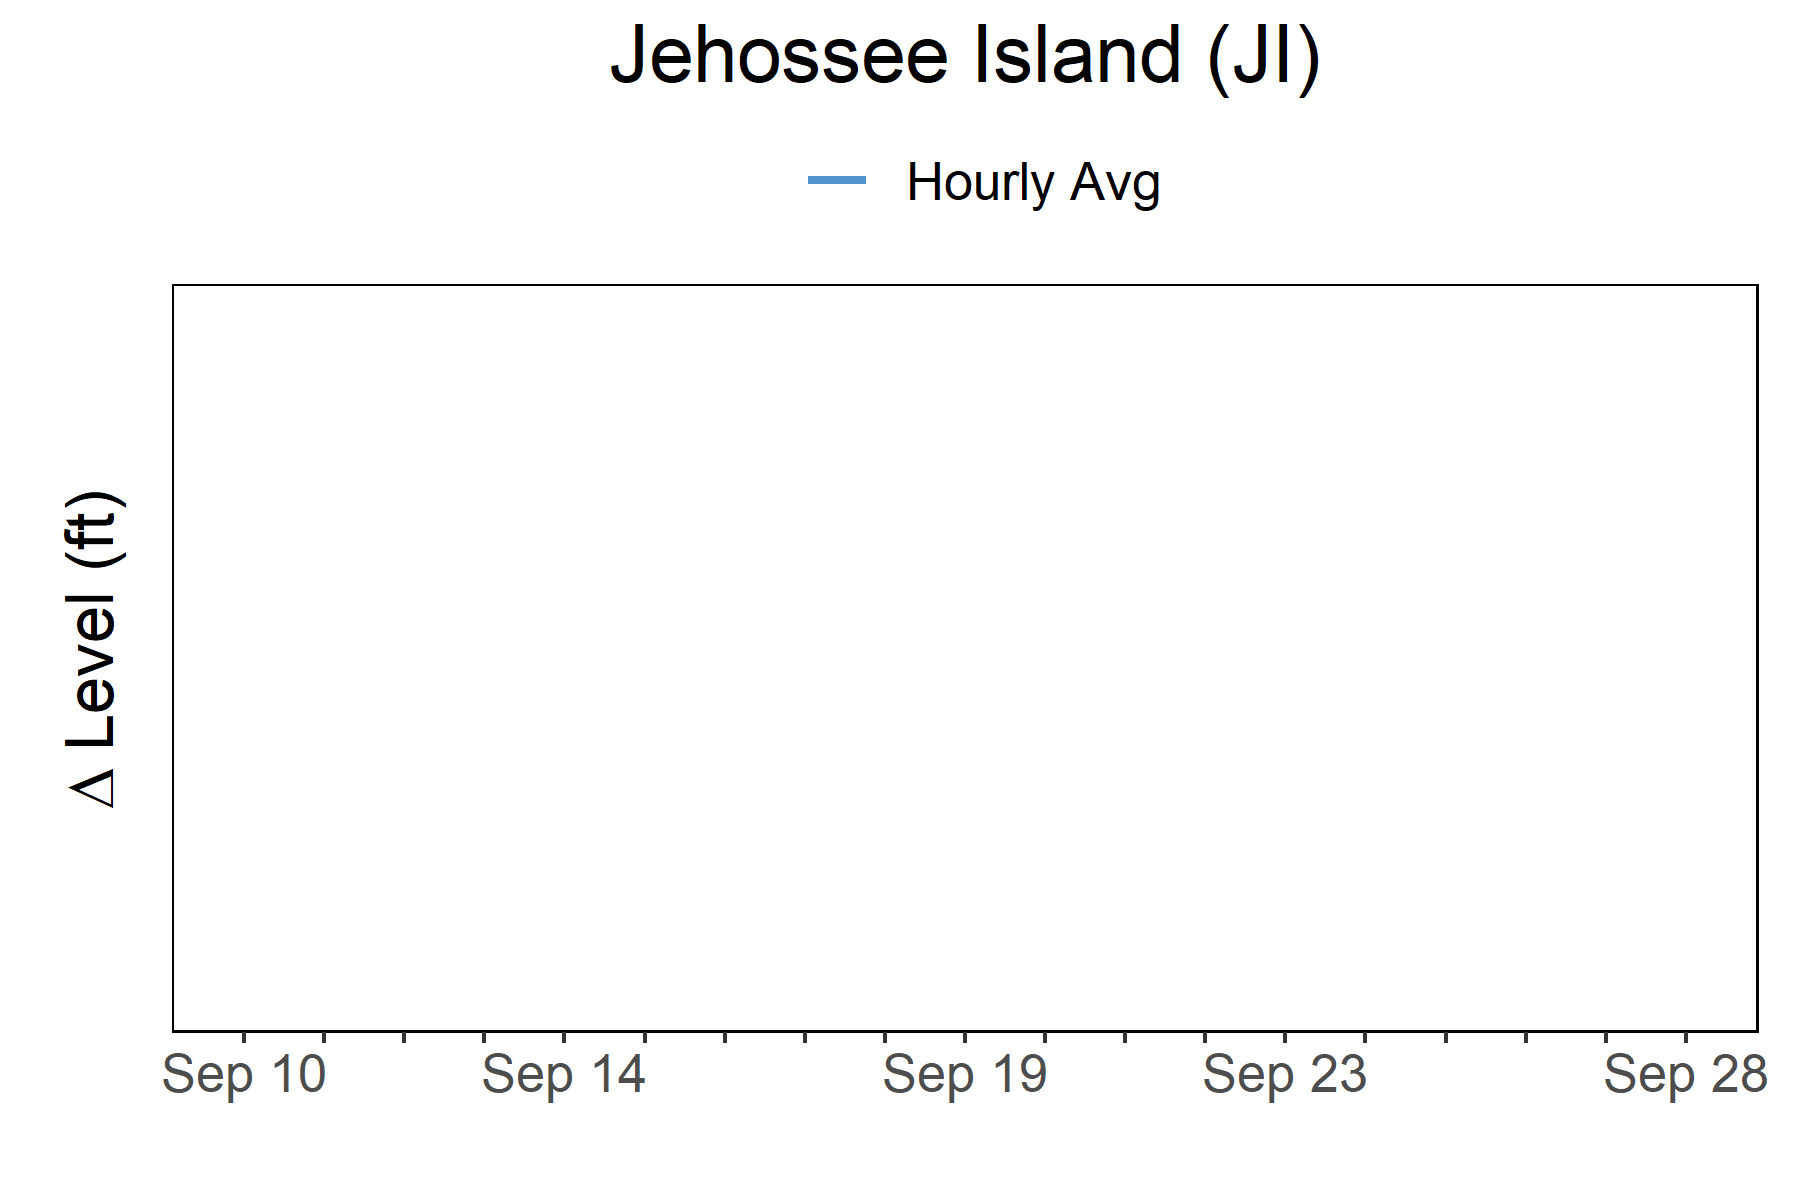 Jehossee Island (JI)
Hourly Avg
Δ Level (ft)
Sep 10 Sep 14 Sep 19 Sep 23 Sep 28